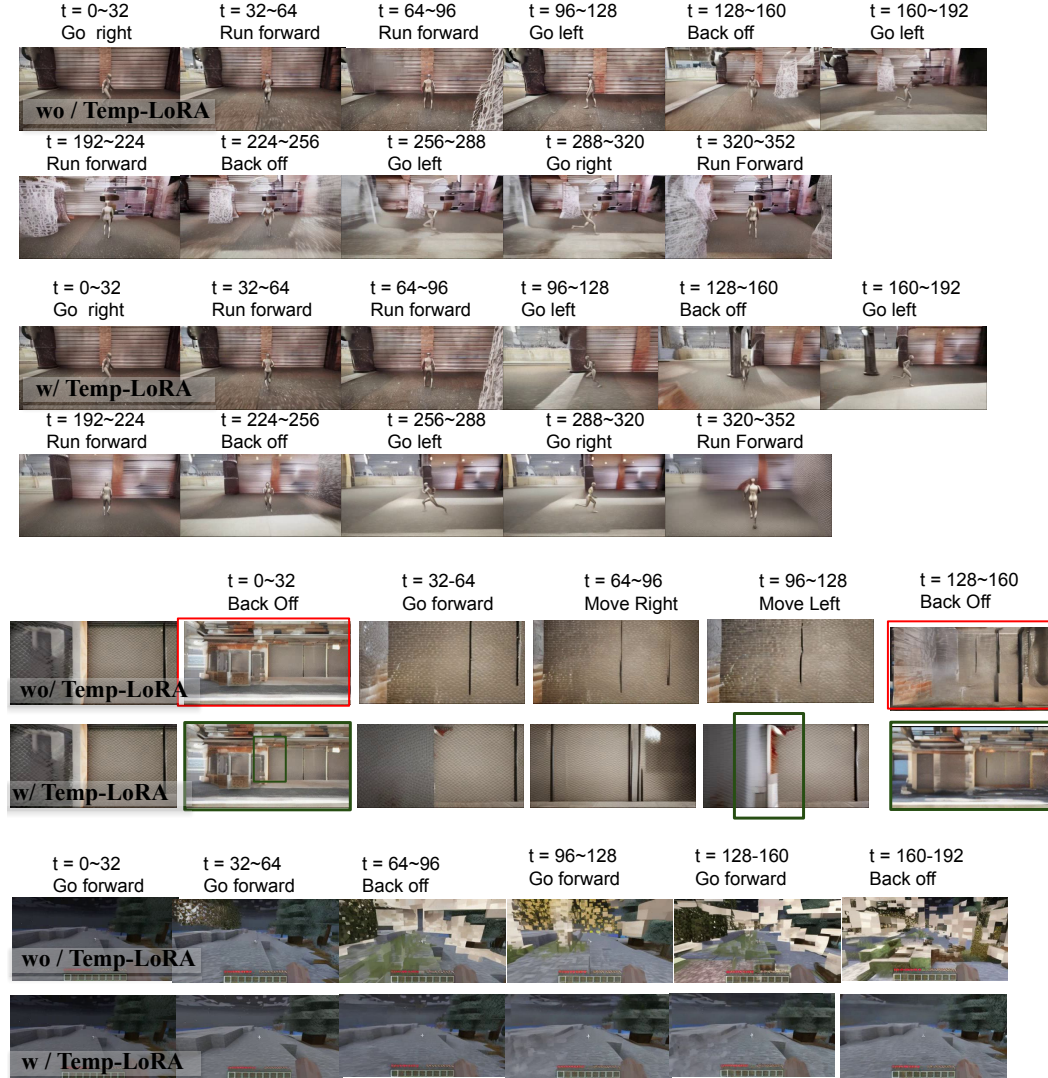 t = 0~32 t = 32~64 t = 64~96 t = 96~128 t = 128~160 t = 160~192
Go right Run forward Run forward Go left Back off Go left
wo / Temp-LoRA
t = 192~224 t = 224~256 t = 256~288 t = 288~320 t = 320~352
Run forward Back off Go left Go right Run Forward
t = 0~32 t = 32~64 t = 64~96 t = 96~128 t = 128~160 t = 160~192
Go right Run forward Run forward Go left Back off Go left
w/ Temp-LoRA
t = 192~224 t = 224~256 t = 256~288 t = 288~320 t = 320~352
Run forward Back off Go left Go right Run Forward
t = 0~32 t = 32-64 t = 64~96 t = 96~128 t = 128~160
Back Off Go forward Move Right Move Left Back Off
wo/ Temp-LoRA
w/ Temp-LoRA
t = 0~32 t = 32~64 t = 64~96 t = 96~128 t = 128-160 t = 160-192
Go forward Go forward Back off Go forward Go forward Back off
wo / Temp-LoRA
w / Temp-LoRA